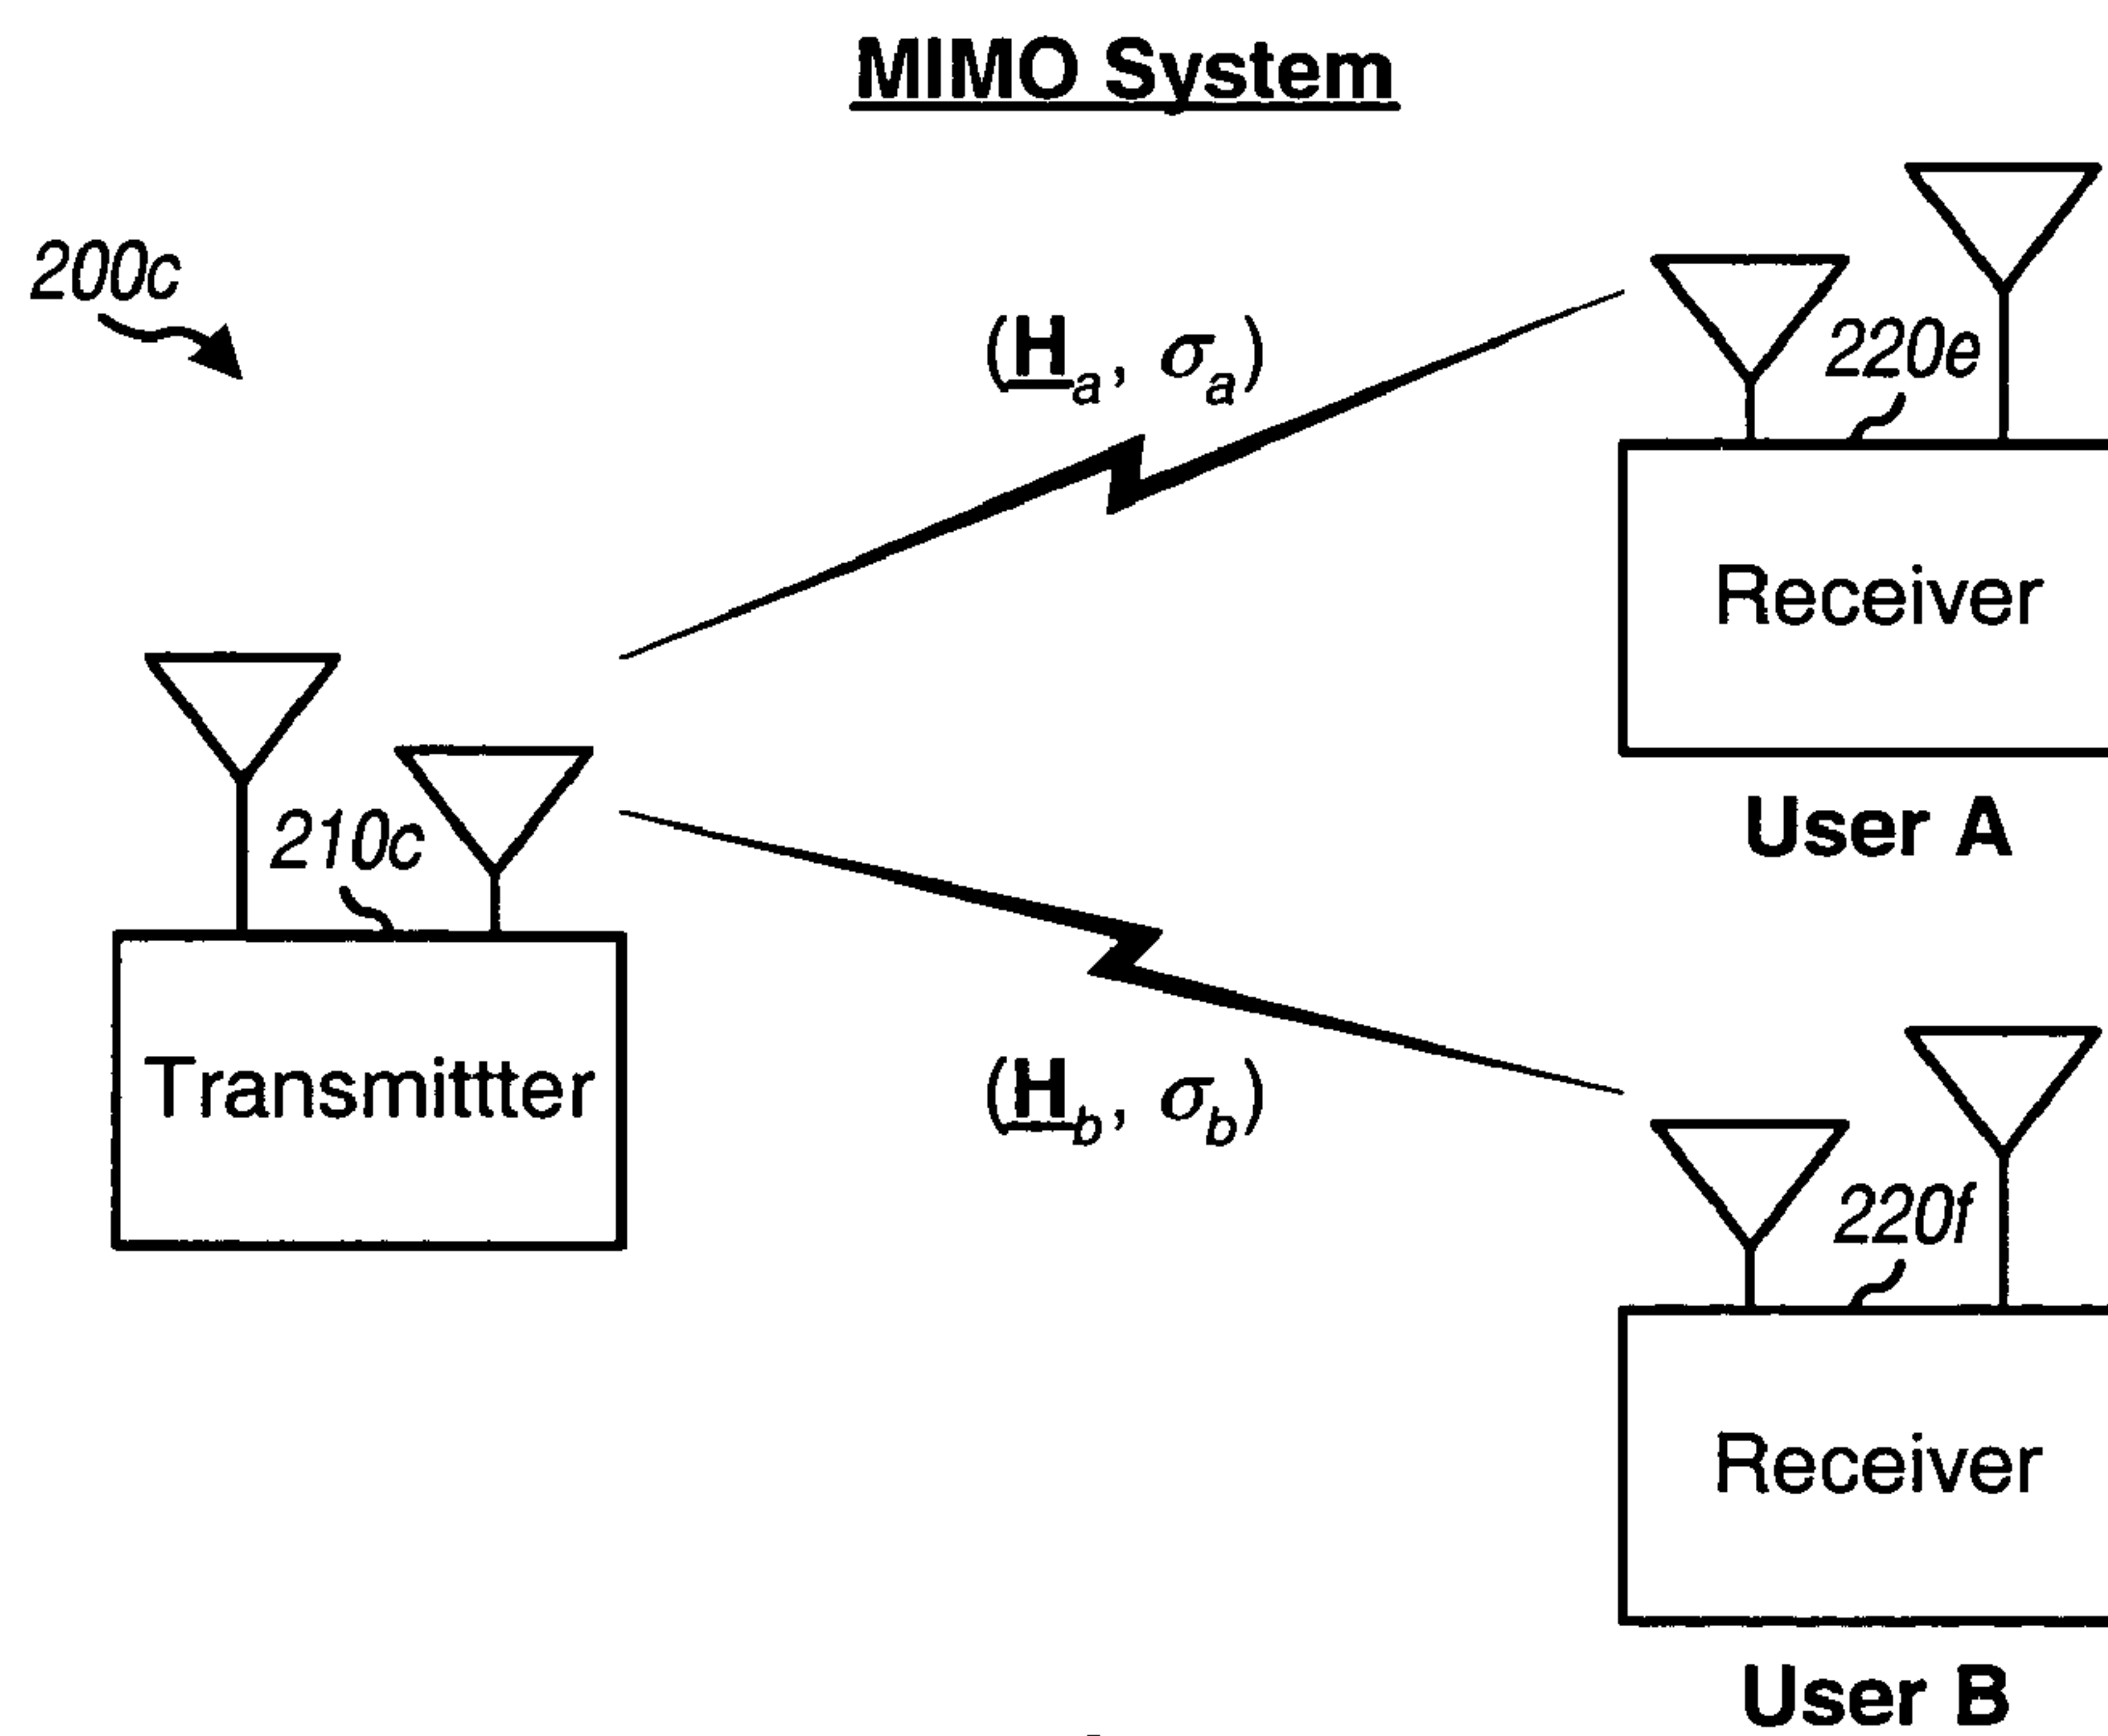 MIMO System
200c
(H_a, σ_a)
220e
Receiver
User A
210c
Transmittter
(H_b, σ_b)
220f
Receiver
User B